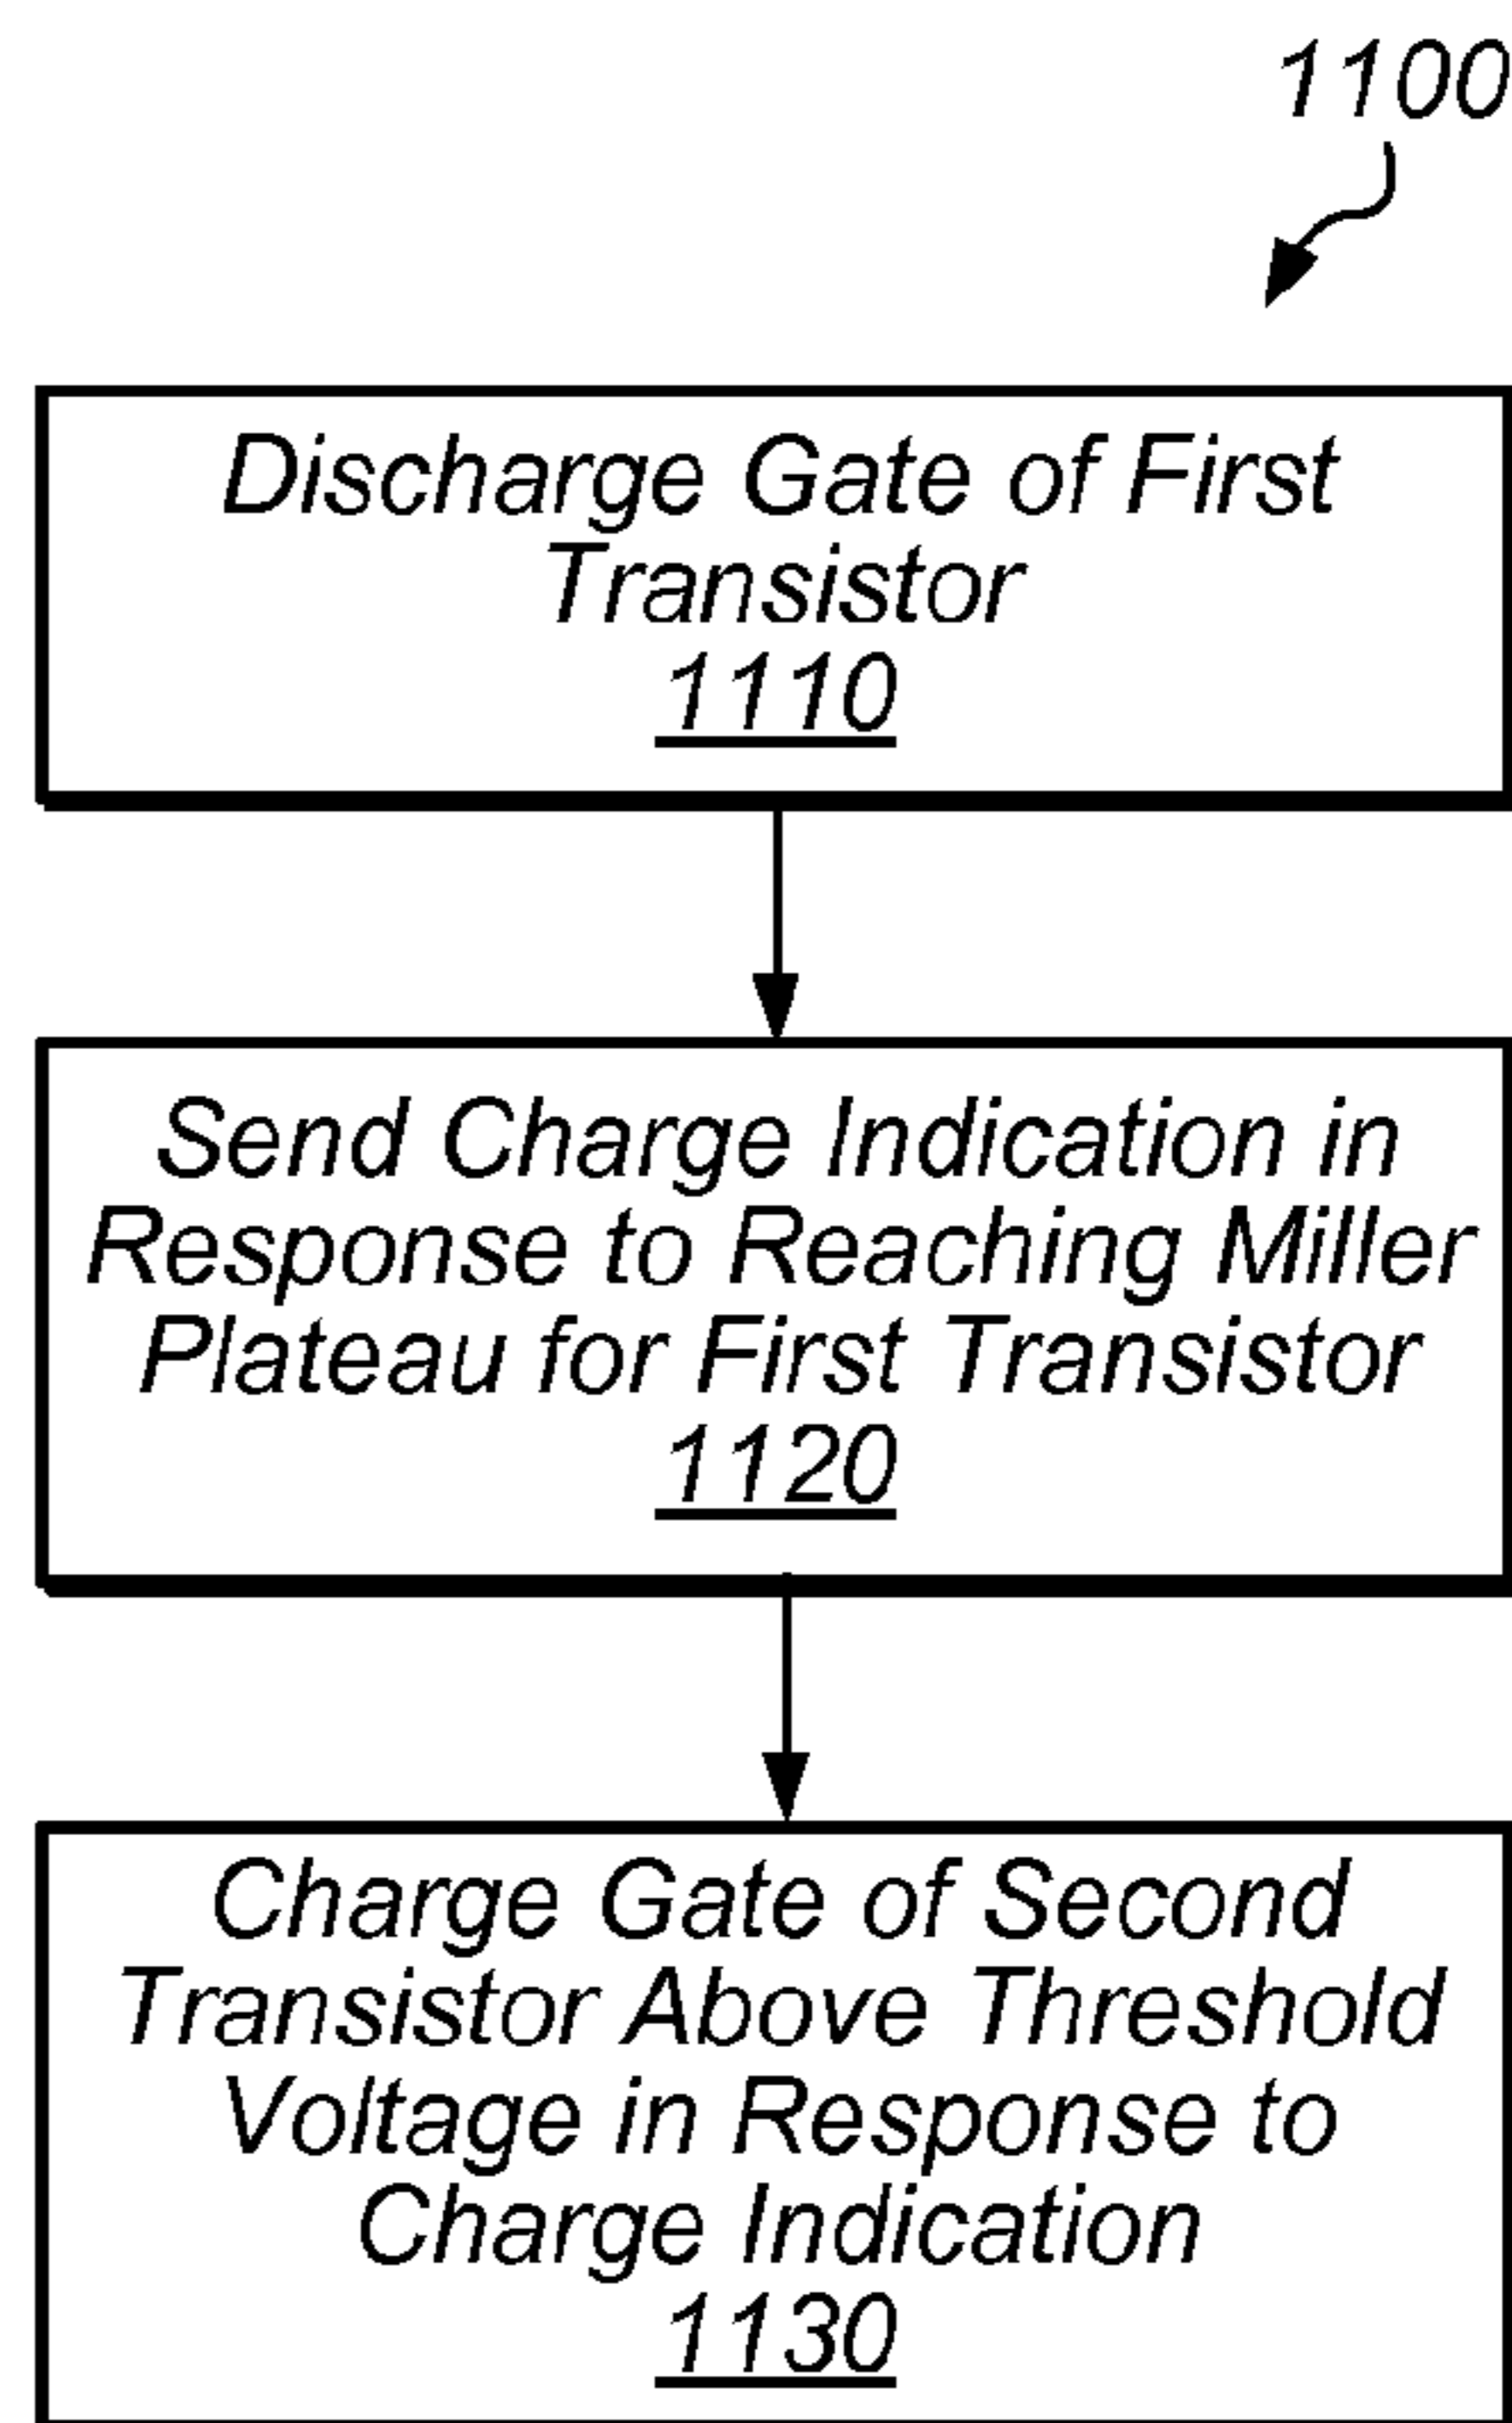 1100
Discharge Gate of First
Transistor
1110
Send Charge Indication in
Response to Reaching Miller
Plateau for First Transistor
1120
Charge Gate of Second
Transistor Above Threshold
Voltage in Response to
Charge Indication
1130